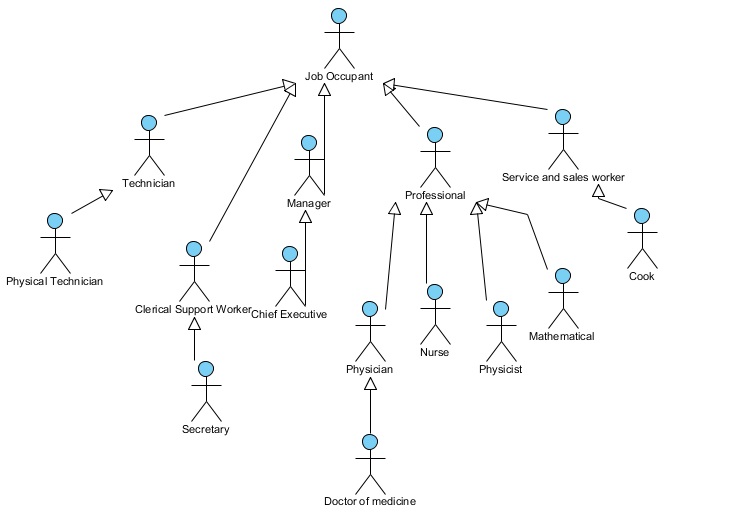 Job Occupant
Technician
Manager
Professional
Service and sales worker
Physical Technician
Clerical Support Worker
Chief Executive
Cook
Physician
Nurse
Physicist
Mathematical
Secretary
Doctor of medicine